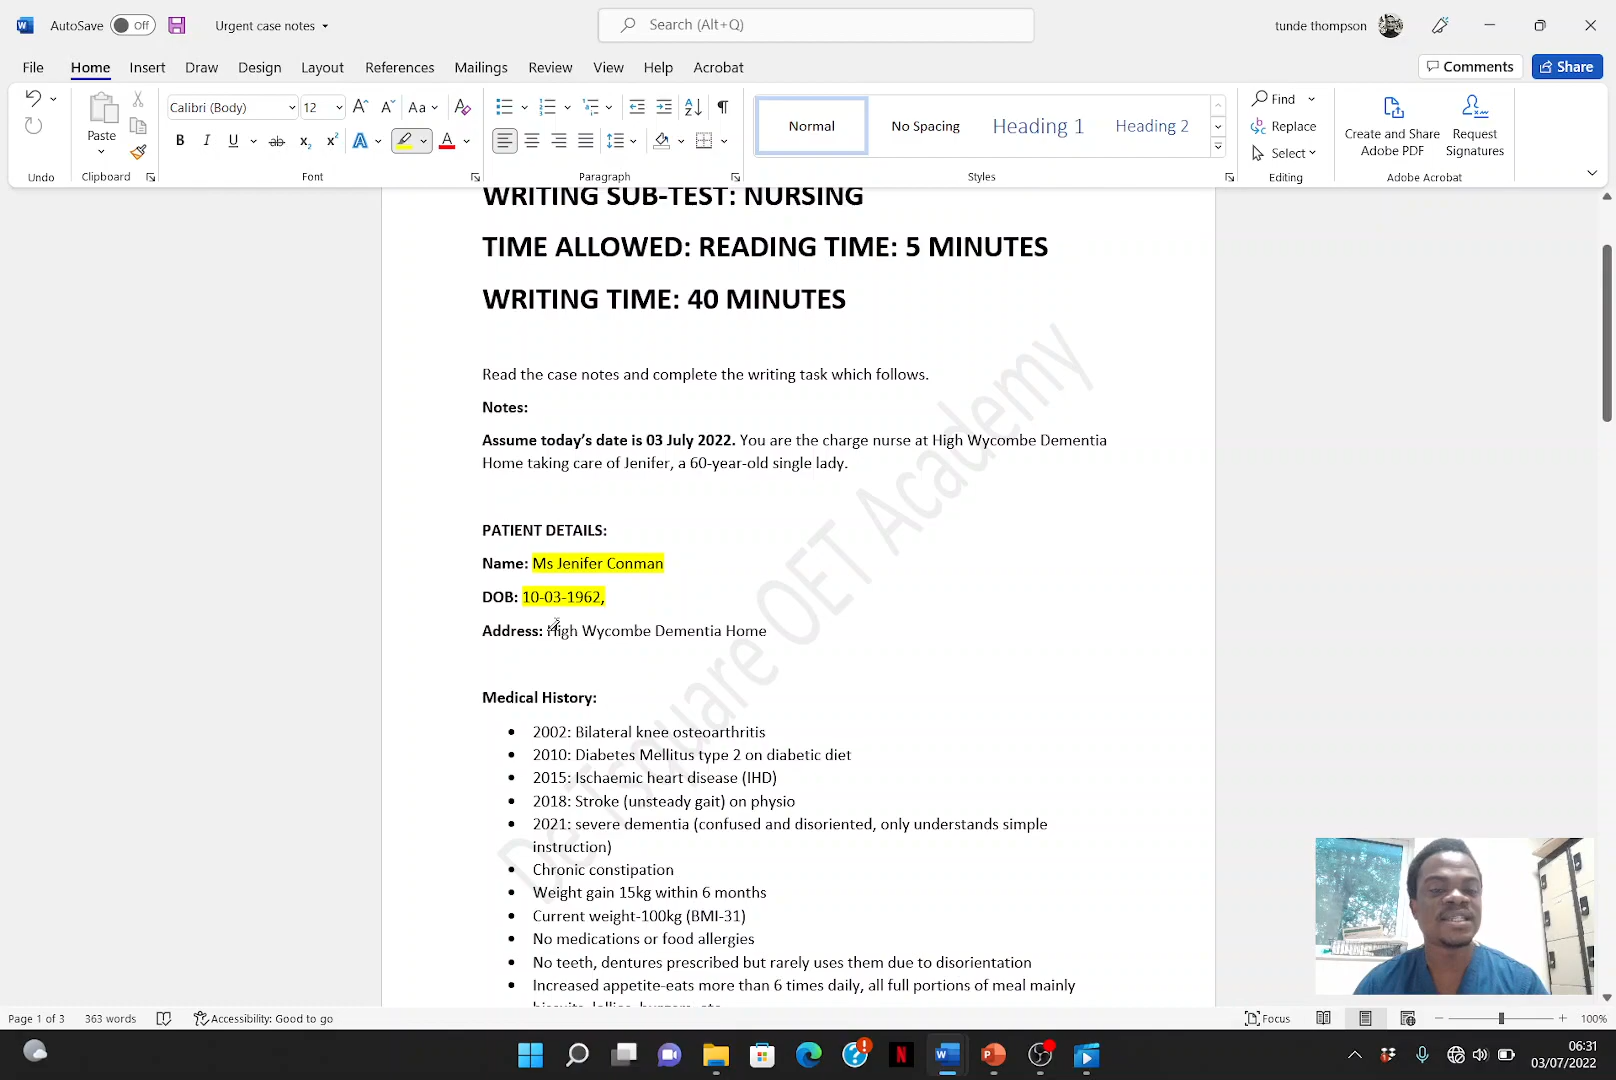 AutoSave Off Urgent case notes Search (Alt+Q) tunde thompson
File Home Insert Draw Design Layout References Mailings Review View Help Acrobat Comments Share
Calibri (Body) 12 Aa Find
Paste Normal No Spacing Heading 1 Heading 2 Replace Create and Share Request
B I U ab x2 x2 A A Select Adobe PDF Signatures
Undo Clipboard Font Paragraph Styles Editing Adobe Acrobat
WRITING SUB-TEST: NURSING
TIME ALLOWED: READING TIME: 5 MINUTES
WRITING TIME: 40 MINUTES
Read the case notes and complete the writing task which follows.
Notes:
Assume today’s date is 03 July 2022. You are the charge nurse at High Wycombe Dementia
Home taking care of Jenifer, a 60-year-old single lady.
PATIENT DETAILS:
Name: Ms Jenifer Conman
DOB: 10-03-1962,
Address: High Wycombe Dementia Home
Medical History:
• 2002: Bilateral knee osteoarthritis
• 2010: Diabetes Mellitus type 2 on diabetic diet
• 2015: Ischaemic heart disease (IHD)
• 2018: Stroke (unsteady gait) on physio
• 2021: severe dementia (confused and disoriented, only understands simple
instruction)
• Chronic constipation
• Weight gain 15kg within 6 months
• Current weight-100kg (BMI-31)
• No medications or food allergies
• No teeth, dentures prescribed but rarely uses them due to disorientation
• Increased appetite-eats more than 6 times daily, all full portions of meal mainly
biscuits, lollies, burgers, etc
OET Academy
Page 1 of 3 363 words Accessibility: Good to go Focus 100%
06:31
03/07/2022